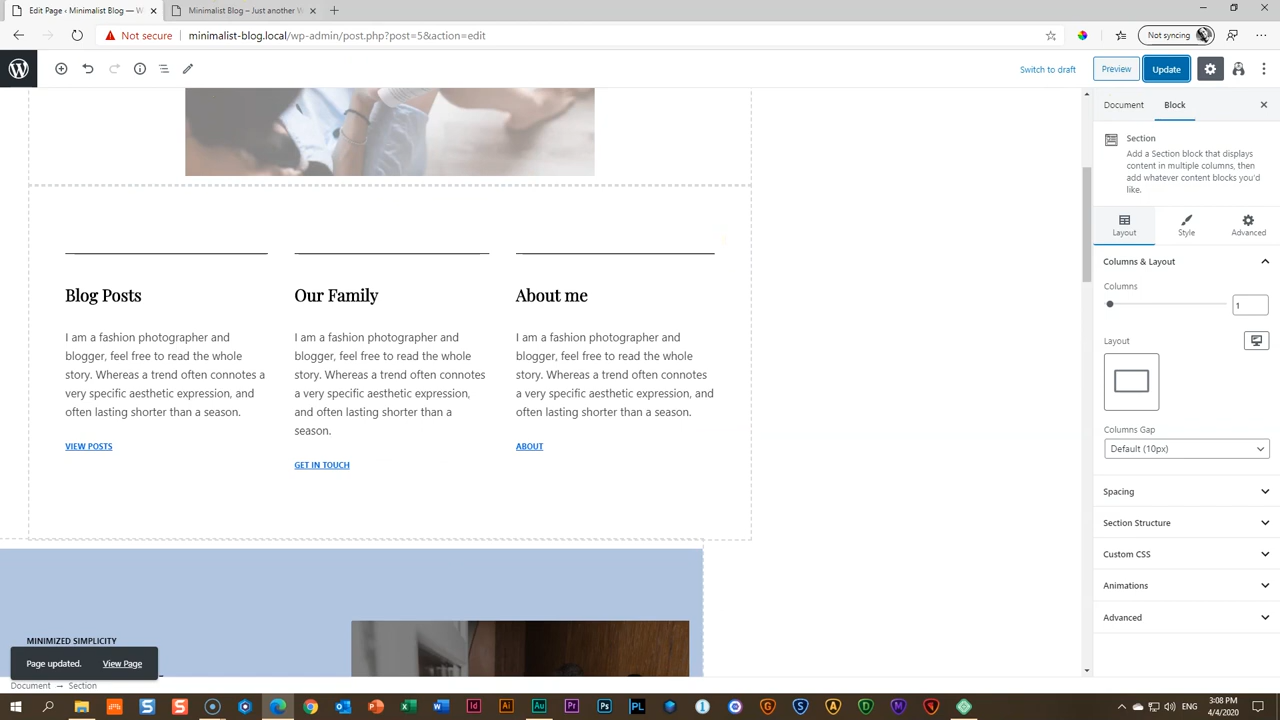 Edit Page ‹ Minimalist Blog — W
Minimalist Blog – Just another W
Not secure
minimalist-blog.local/wp-admin/post.php?post=5&action=edit
Not syncing
Switch to draft
Preview
Update
Document
Block
Section
Add a Section block that displays
content in multiple columns, then
add whatever content blocks you'd
like.
Layout
Style
Advanced
Columns & Layout
Columns
1
Layout
Columns Gap
Default (10px)
Spacing
Section Structure
Custom CSS
Animations
Advanced
Blog Posts
I am a fashion photographer and
blogger, feel free to read the whole
story. Whereas a trend often connotes a
very specific aesthetic expression, and
often lasting shorter than a season.
VIEW POSTS
Our Family
I am a fashion photographer and
blogger, feel free to read the whole
story. Whereas a trend often connotes
a very specific aesthetic expression,
and often lasting shorter than a
season.
GET IN TOUCH
About me
I am a fashion photographer and
blogger, feel free to read the whole
story. Whereas a trend often connotes
a very specific aesthetic expression, and
often lasting shorter than a season.
ABOUT
MINIMIZED SIMPLICITY
Page updated.
View Page
Document → Section
ENG
3:08 PM
4/4/2020